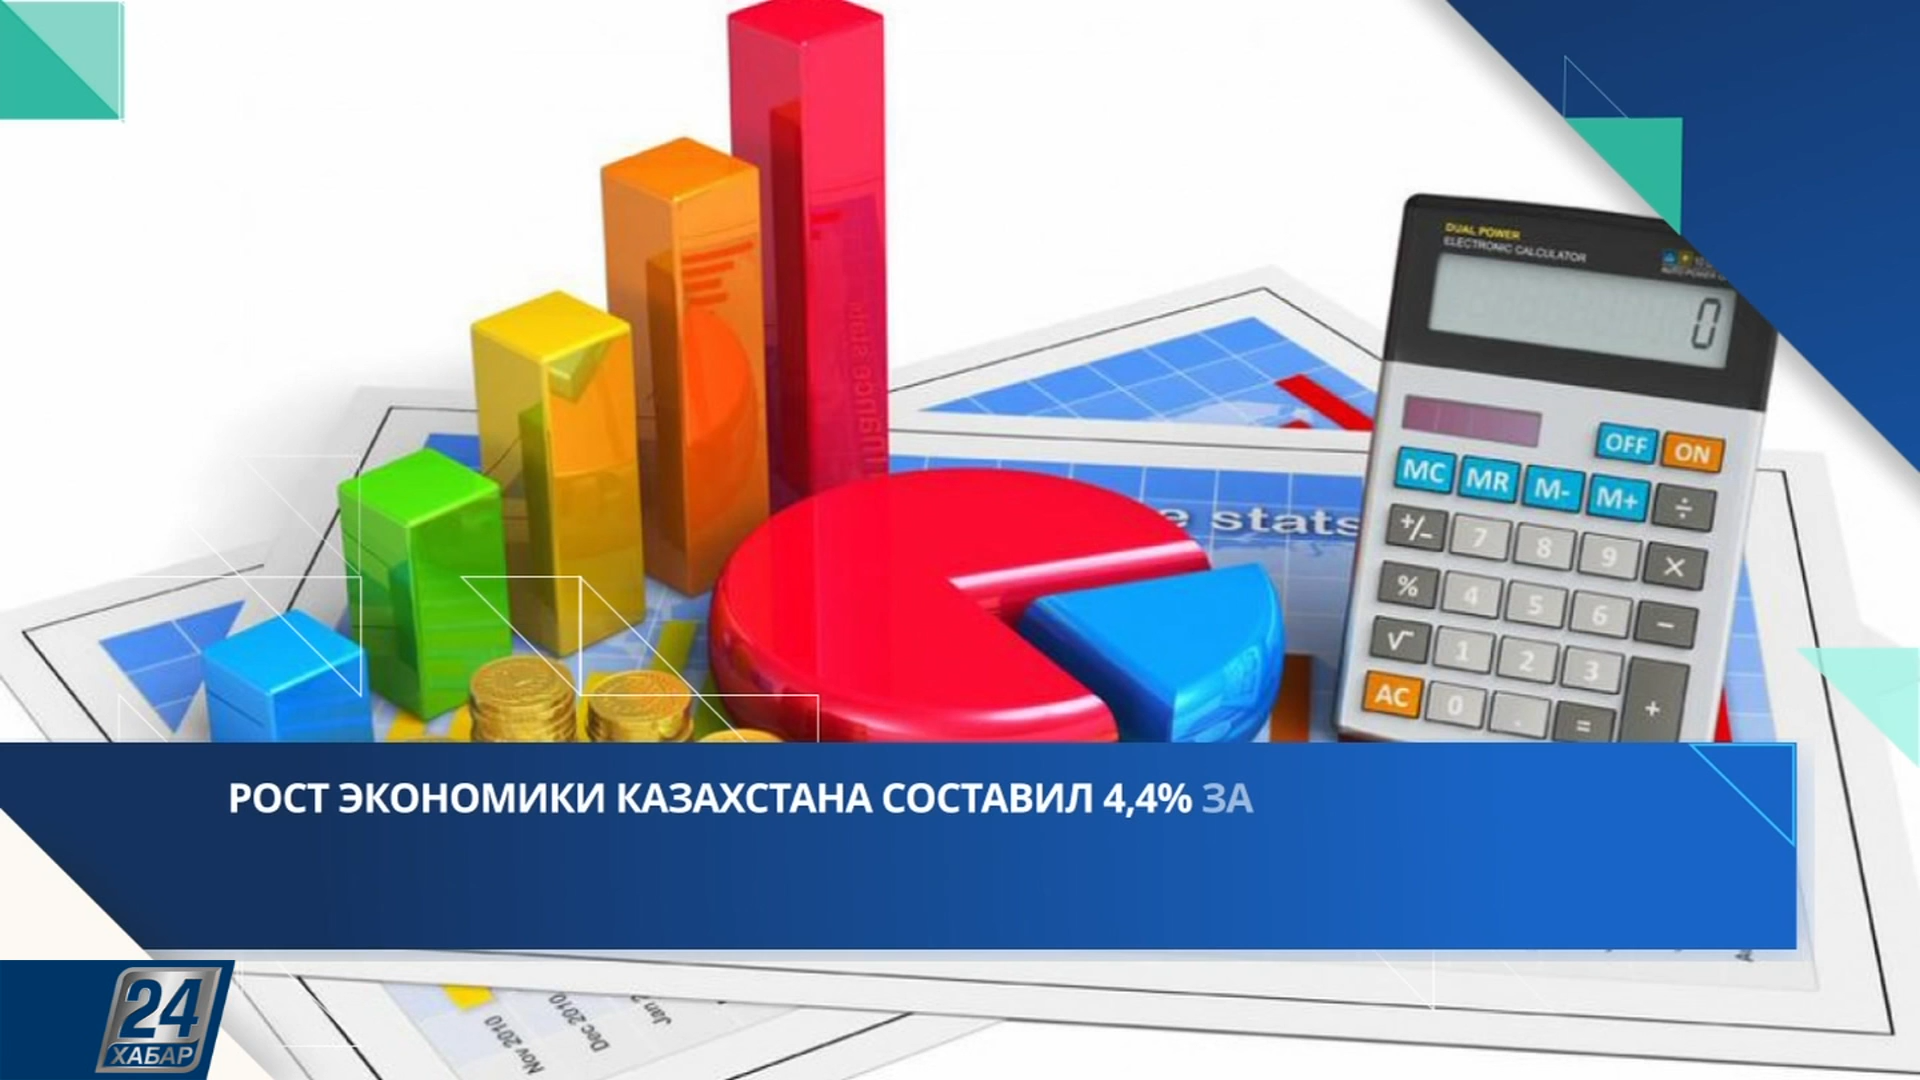 DUAL POWER
ELECTRONIC CALCULATOR
0
OFF ON
MC MR M- M+ ÷
+/- 7 8 9 ×
% 4 5 6 −
√ 1 2 3
AC 0 . = +
stats
РОСТ ЭКОНОМИКИ КАЗАХСТАНА СОСТАВИЛ 4,4% ЗА
24
ХАБАР
Nov 2010
Dec 2010
Jan